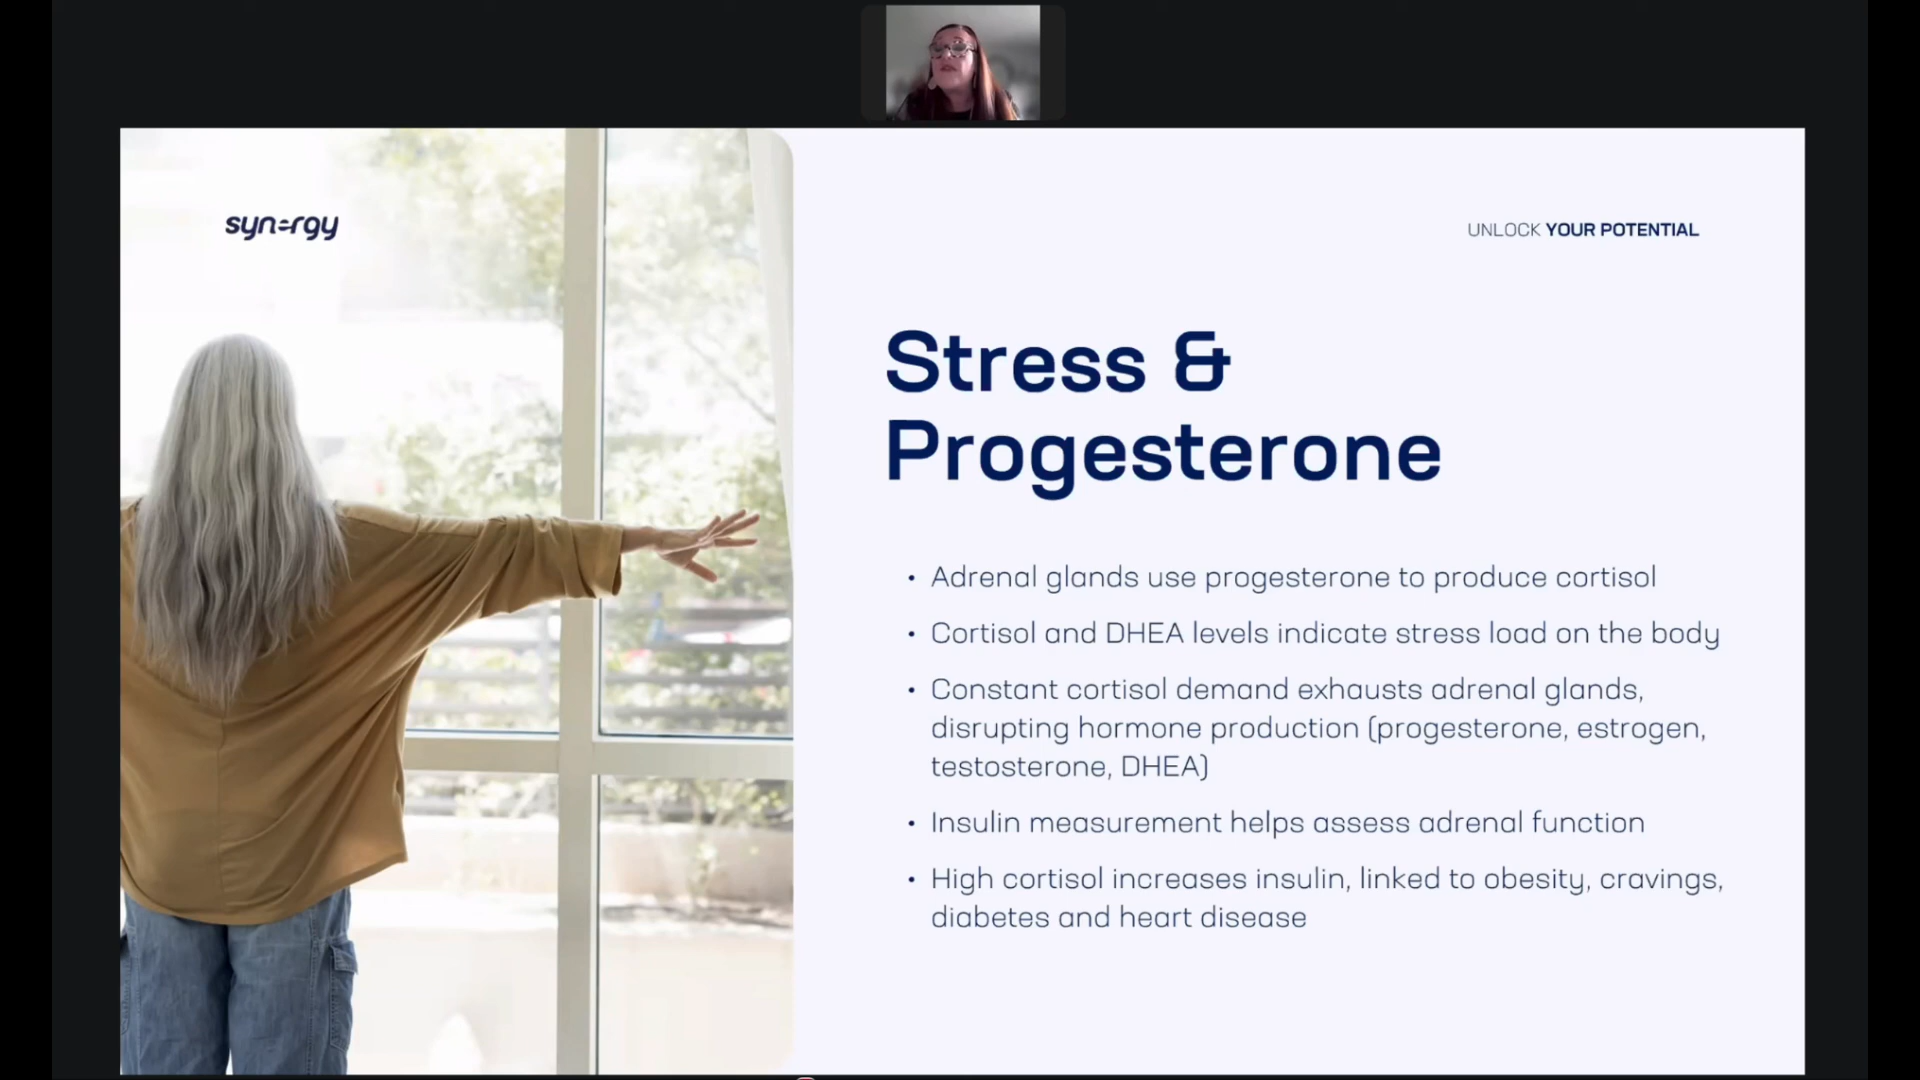 synergy
UNLOCK YOUR POTENTIAL
Stress &
Progesterone
• Adrenal glands use progesterone to produce cortisol
• Cortisol and DHEA levels indicate stress load on the body
• Constant cortisol demand exhausts adrenal glands,
disrupting hormone production (progesterone, estrogen,
testosterone, DHEA)
• Insulin measurement helps assess adrenal function
• High cortisol increases insulin, linked to obesity, cravings,
diabetes and heart disease